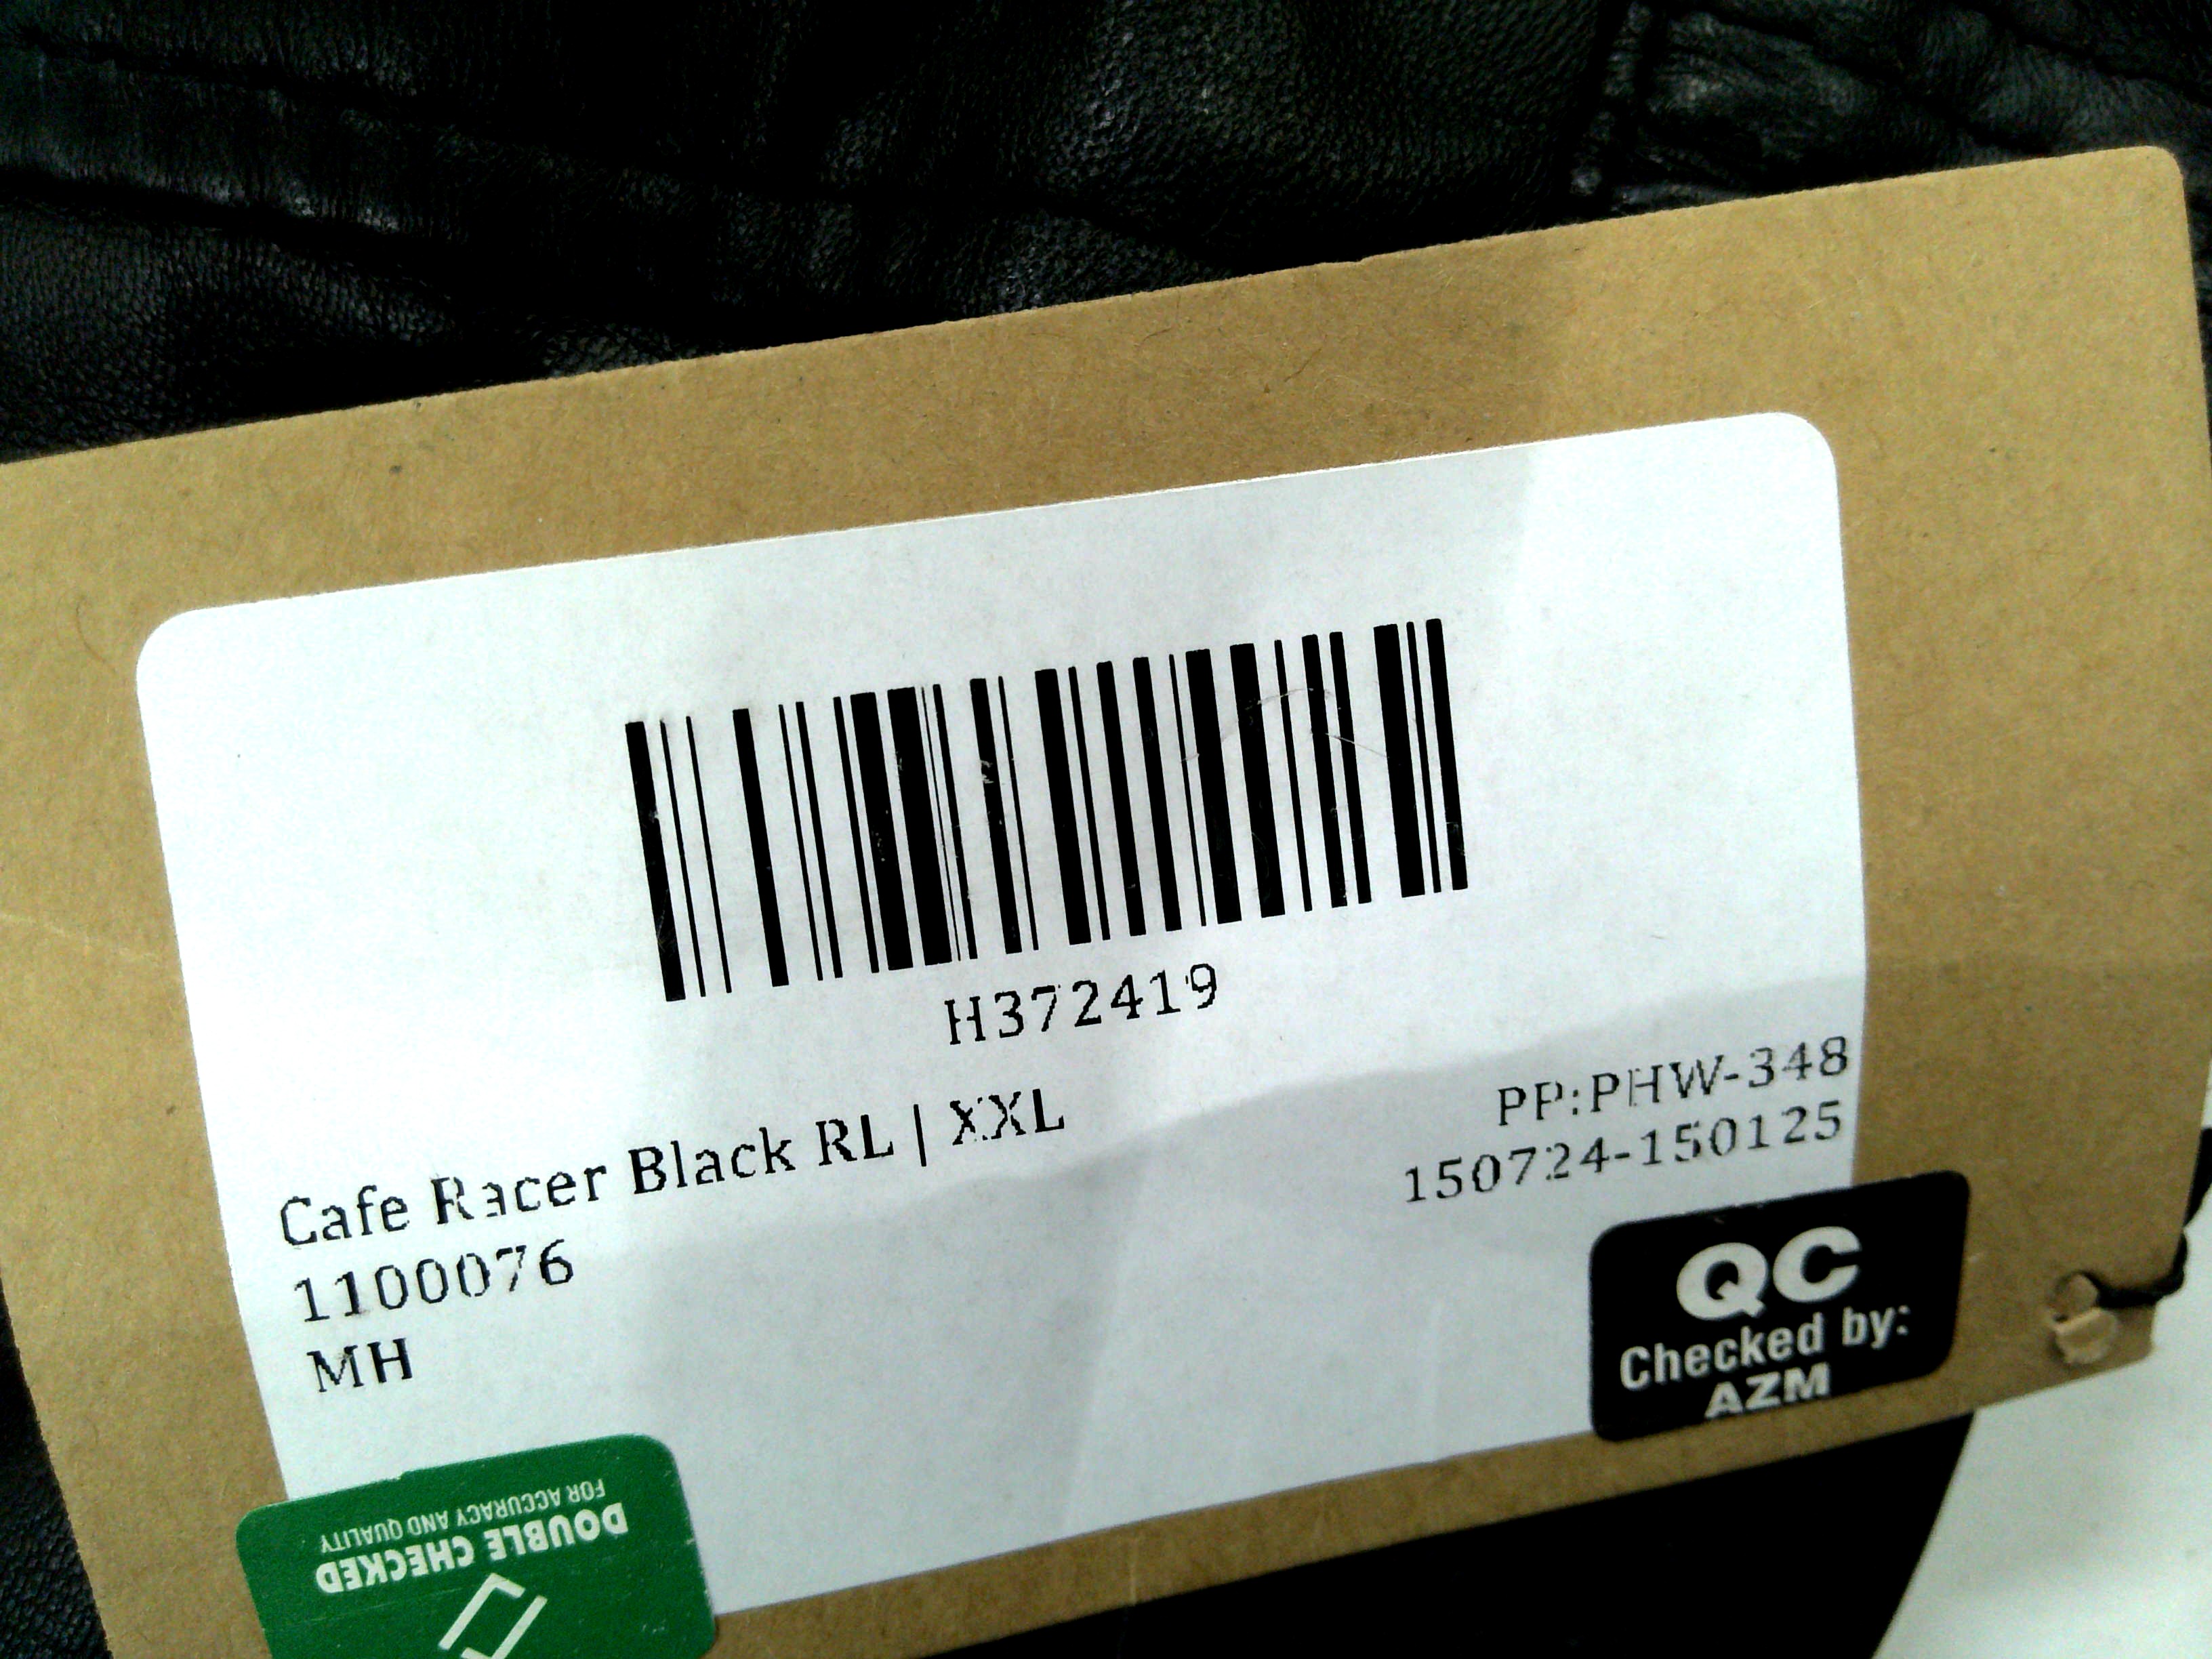 H372419
Cafe Racer Black RL | XXL
1100076
MH
PP:PHW-348
150724-150125
QC
Checked by:
AZM
DOUBLE CHECKED
FOR ACCURACY AND QUALITY